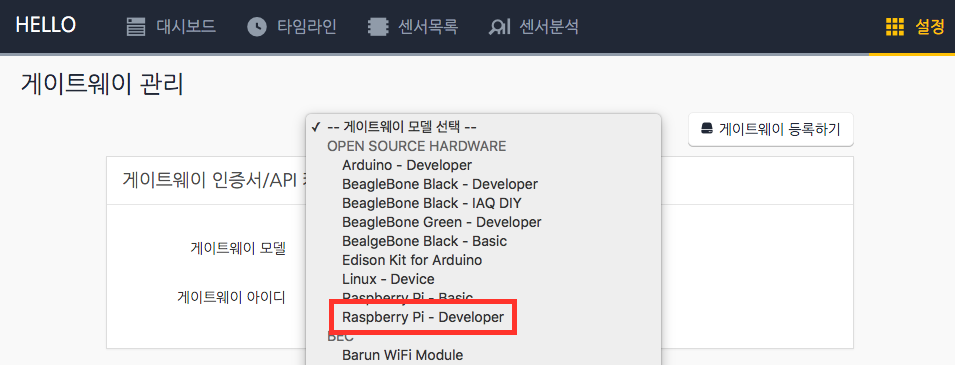 HELLO 대시보드 타임라인 센서목록 센서분석 설정
게이트웨이 관리
✓ -- 게이트웨이 모델 선택 --
게이트웨이 등록하기
OPEN SOURCE HARDWARE
Arduino - Developer
게이트웨이 인증서/API
BeagleBone Black - Developer
BeagleBone Black - IAQ DIY
BeagleBone Green - Developer
게이트웨이 모델
BealgeBone Black - Basic
Edison Kit for Arduino
Linux - Device
게이트웨이 아이디
Raspberry Pi - Basic
Raspberry Pi - Developer
BEC
Barun WiFi Module